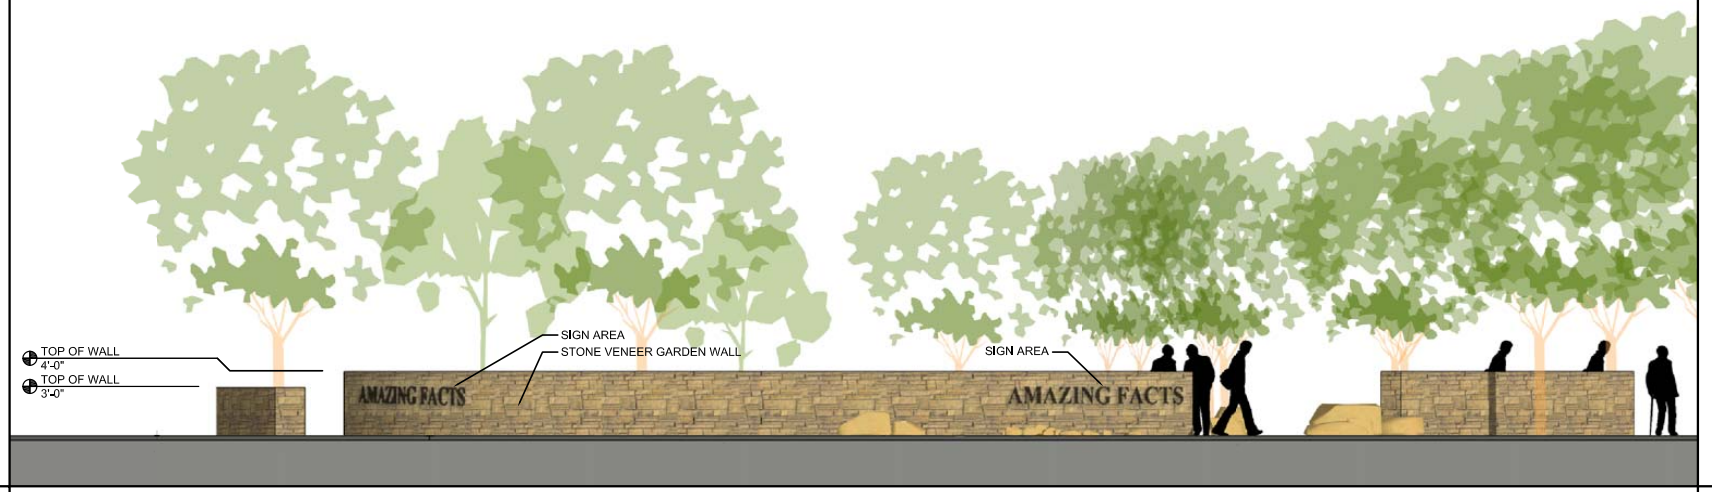 TOP OF WALL
4'-0"
TOP OF WALL
3'-0"
SIGN AREA
STONE VENEER GARDEN WALL
SIGN AREA
AMAZING FACTS
AMAZING FACTS